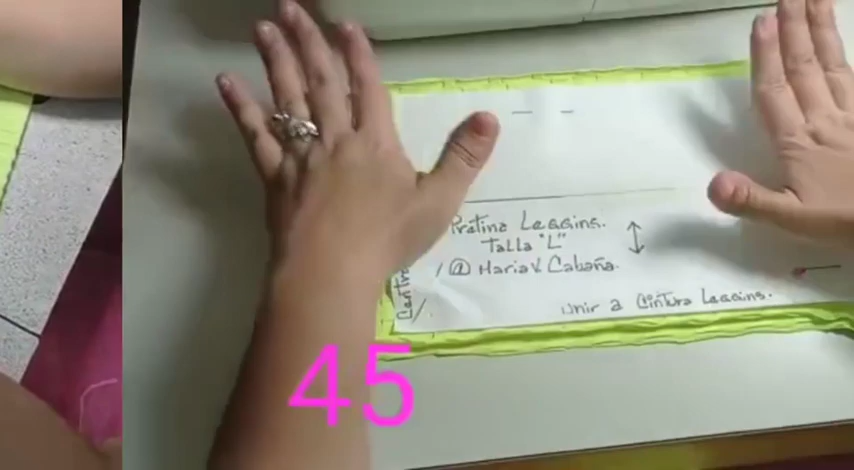 Pretina Leggins.
Talla "L"
@ MariaV.Cabaña.
Centro
Unir a Cintura Leggins.
45